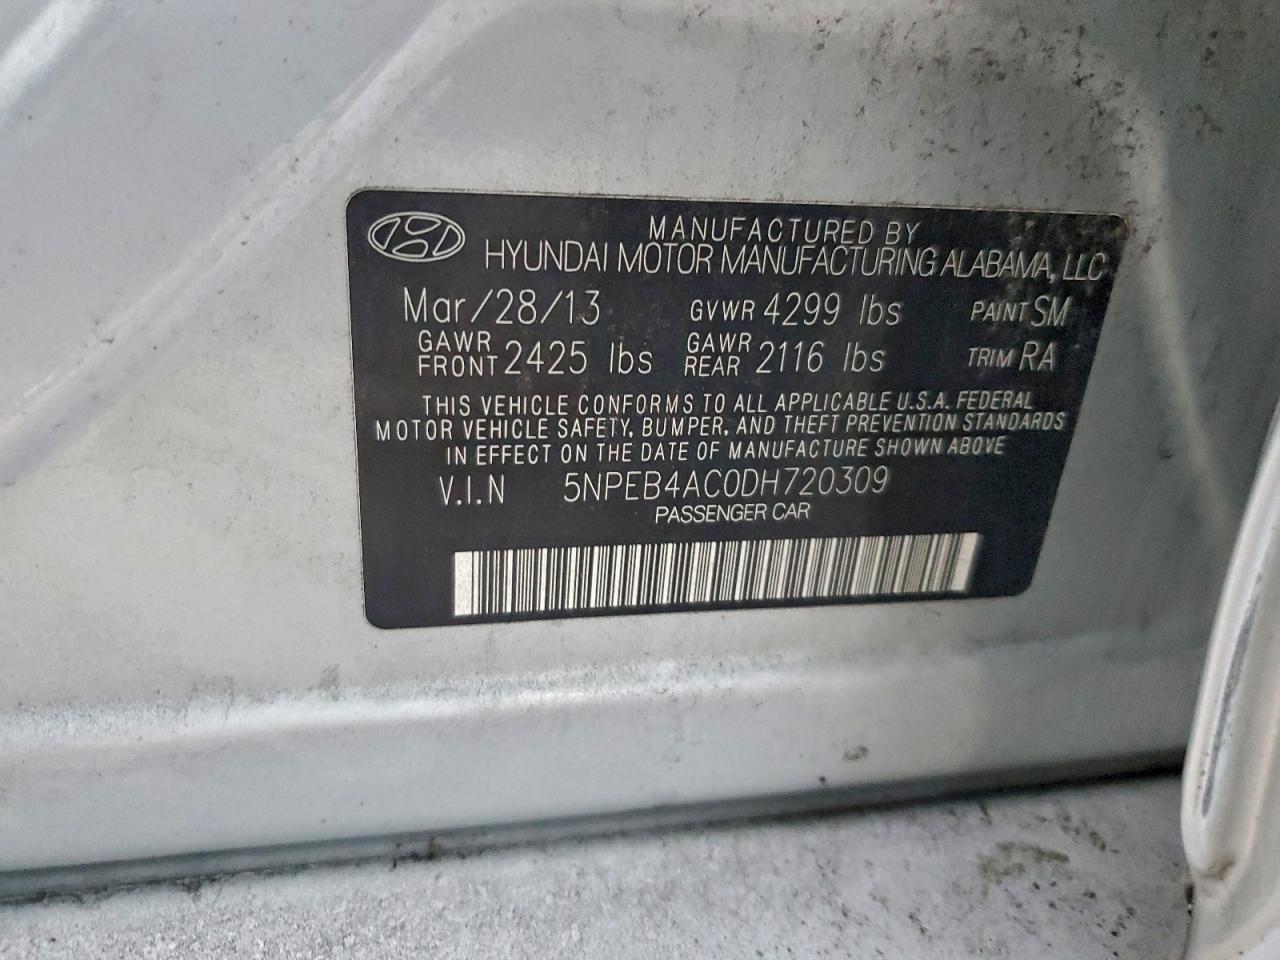 MANUFACTURED BY
HYUNDAI MOTOR MANUFACTURING ALABAMA, LLC
Mar/28/13 GVWR 4299 lbs PAINT SM
GAWR FRONT 2425 lbs GAWR REAR 2116 lbs TRIM RA
THIS VEHICLE CONFORMS TO ALL APPLICABLE U.S.A. FEDERAL
MOTOR VEHICLE SAFETY, BUMPER, AND THEFT PREVENTION STANDARDS
IN EFFECT ON THE DATE OF MANUFACTURE SHOWN ABOVE
V.I.N 5NPEB4AC0DH720309
PASSENGER CAR